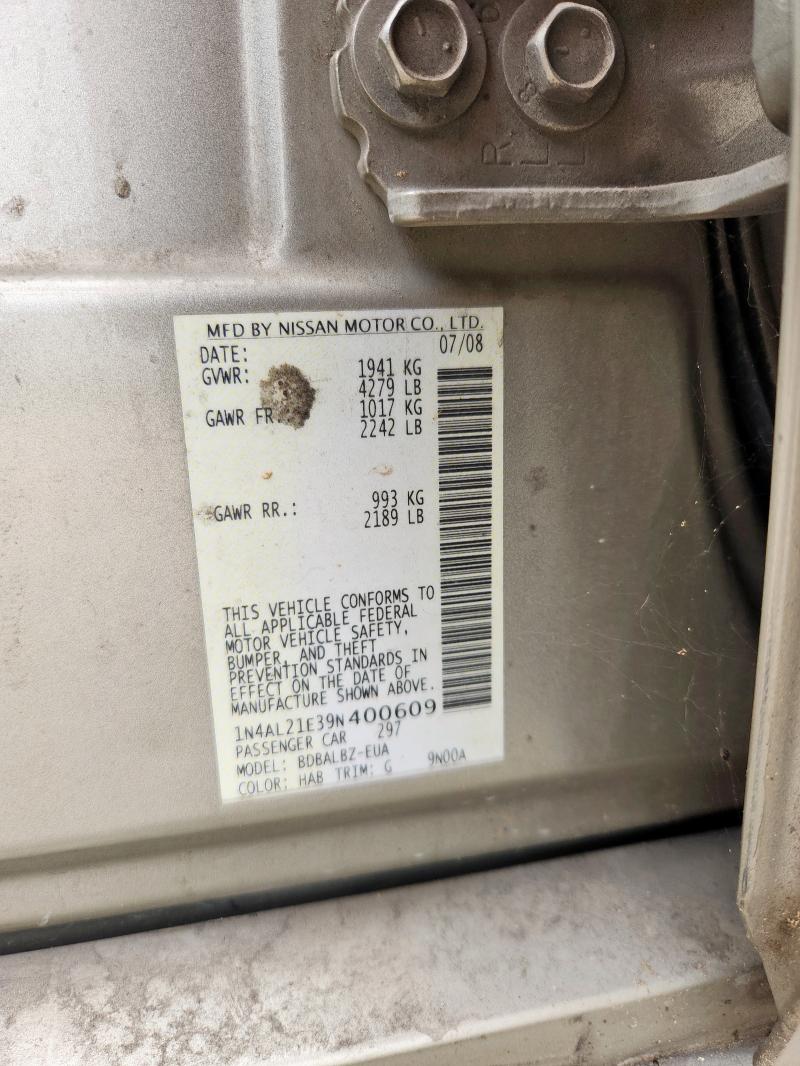 R
L L
8
MFD BY NISSAN MOTOR CO., LTD.
DATE: 07/08
GVWR: 1941 KG
4279 LB
GAWR FR. 1017 KG
2242 LB
GAWR RR.: 993 KG
2189 LB
THIS VEHICLE CONFORMS TO
ALL APPLICABLE FEDERAL
MOTOR VEHICLE SAFETY,
BUMPER, AND THEFT
PREVENTION STANDARDS IN
EFFECT ON THE DATE OF
MANUFACTURE SHOWN ABOVE.
1N4AL21E39N400609
PASSENGER CAR 297
MODEL: BDBALBZ-EUA 9N00A
COLOR: HAB TRIM: G